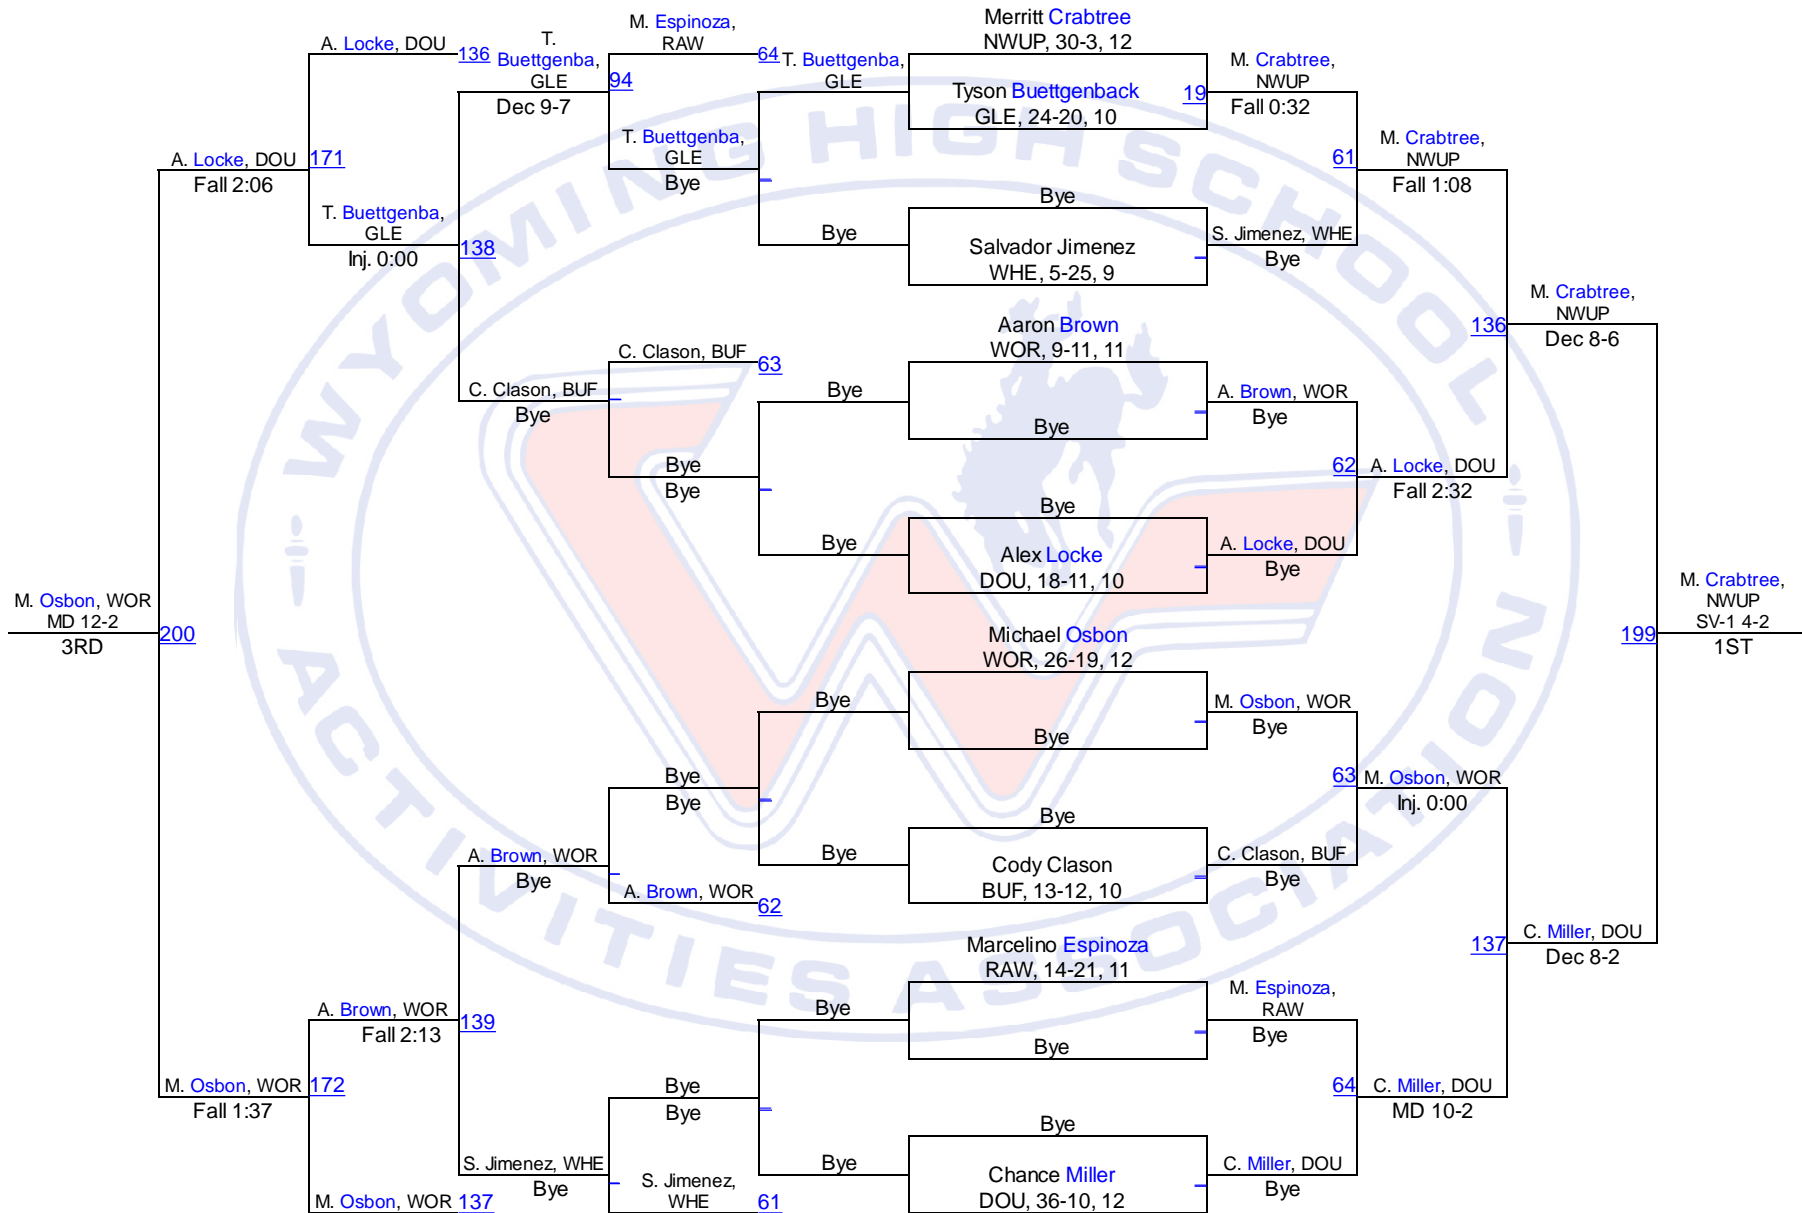 M. Espinoza,
RAW
64
A. Locke, DOU
136
T.
Buettgenba,
GLE
94
Dec 9-7
T. Buettgenba,
GLE
Bye
T. Buettgenba,
GLE
A. Locke, DOU
171
Fall 2:06
T. Buettgenba,
GLE
138
Inj. 0:00
Bye
C. Clason, BUF
63
C. Clason, BUF
Bye
Bye
Bye
Bye
Bye
M. Osbon, WOR
MD 12-2
200
3RD
Bye
Bye
Bye
A. Brown, WOR
Bye
A. Brown, WOR
62
Bye
A. Brown, WOR
139
Fall 2:13
Bye
M. Osbon, WOR
172
Fall 1:37
Bye
Bye
S. Jimenez, WHE
Bye
S. Jimenez,
WHE
61
Bye
M. Osbon, WOR
137
Merritt Crabtree
NWUP, 30-3, 12
Tyson Buettgenback
GLE, 24-20, 10
19
Bye
Salvador Jimenez
WHE, 5-25, 9
Aaron Brown
WOR, 9-11, 11
Bye
Bye
Alex Locke
DOU, 18-11, 10
Michael Osbon
WOR, 26-19, 12
Bye
Bye
Cody Clason
BUF, 13-12, 10
Marcelino Espinoza
RAW, 14-21, 11
Bye
Bye
Chance Miller
DOU, 36-10, 12
M. Crabtree,
NWUP
Fall 0:32
61
S. Jimenez, WHE
Bye
M. Crabtree,
NWUP
Fall 1:08
A. Brown, WOR
Bye
62
A. Locke, DOU
Fall 2:32
A. Locke, DOU
Bye
136
M. Crabtree,
NWUP
Dec 8-6
M. Osbon, WOR
Bye
63
M. Osbon, WOR
Inj. 0:00
C. Clason, BUF
Bye
M. Espinoza,
RAW
Bye
64
C. Miller, DOU
MD 10-2
C. Miller, DOU
Bye
137
C. Miller, DOU
Dec 8-2
199
M. Crabtree,
NWUP
SV-1 4-2
1ST
WYOMING HIGH SCHOOL
ACTIVITIES ASSOCIATION